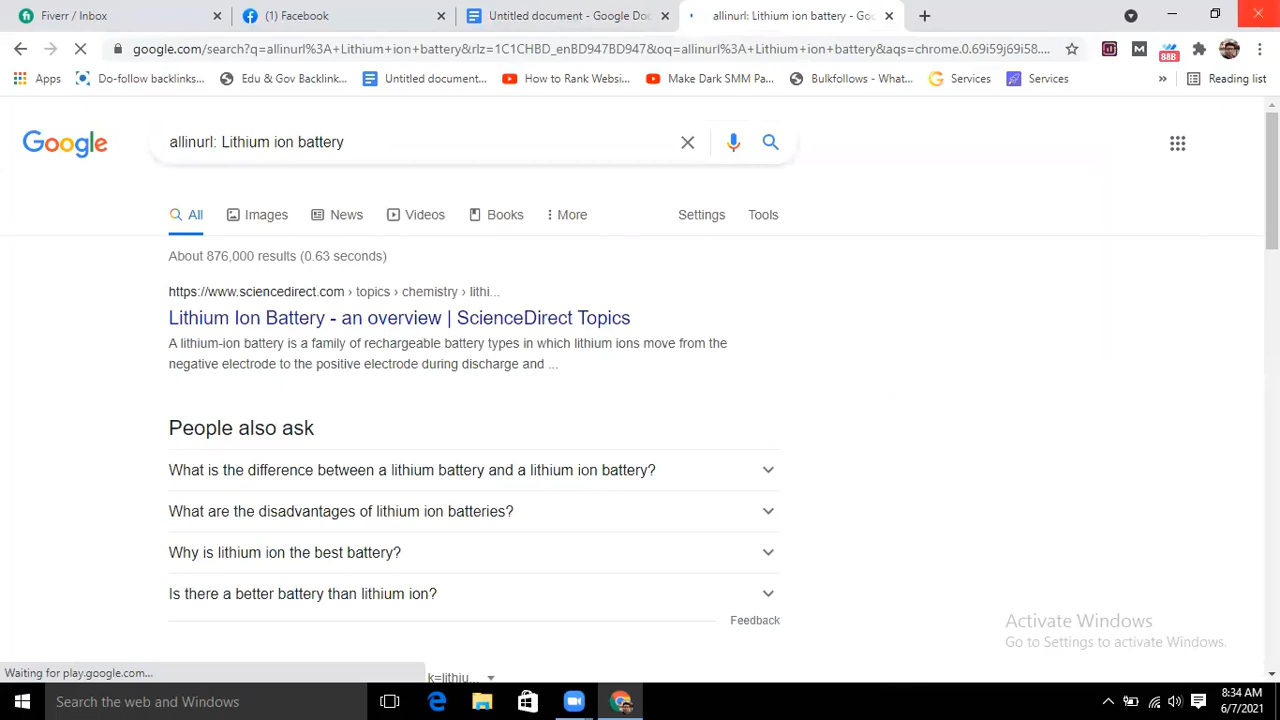 Fiverr / Inbox
(1) Facebook
Untitled document - Google Doc
allinurl: Lithium ion battery - Goo
google.com/search?q=allinurl%3A+Lithium+ion+battery&rlz=1C1CHBD_enBD947BD947&oq=allinurl%3A+Lithium+ion+battery&aqs=chrome.0.69i59j69i58....
88B
Apps
Do-follow backlinks...
Edu & Gov Backlink...
Untitled document...
How to Rank Websi...
Make Dark SMM Pa...
Bulkfollows - What...
Services
Services
»
Reading list
Google
allinurl: Lithium ion battery
All
Images
News
Videos
Books
More
Settings
Tools
About 876,000 results (0.63 seconds)
https://www.sciencedirect.com › topics › chemistry › lithi...
Lithium Ion Battery - an overview | ScienceDirect Topics
A lithium-ion battery is a family of rechargeable battery types in which lithium ions move from the
negative electrode to the positive electrode during discharge and ...
People also ask
What is the difference between a lithium battery and a lithium ion battery?
What are the disadvantages of lithium ion batteries?
Why is lithium ion the best battery?
Is there a better battery than lithium ion?
Feedback
Activate Windows
Go to Settings to activate Windows.
Waiting for play.google.com...
k=lithiu...
Search the web and Windows
8:34 AM
6/7/2021